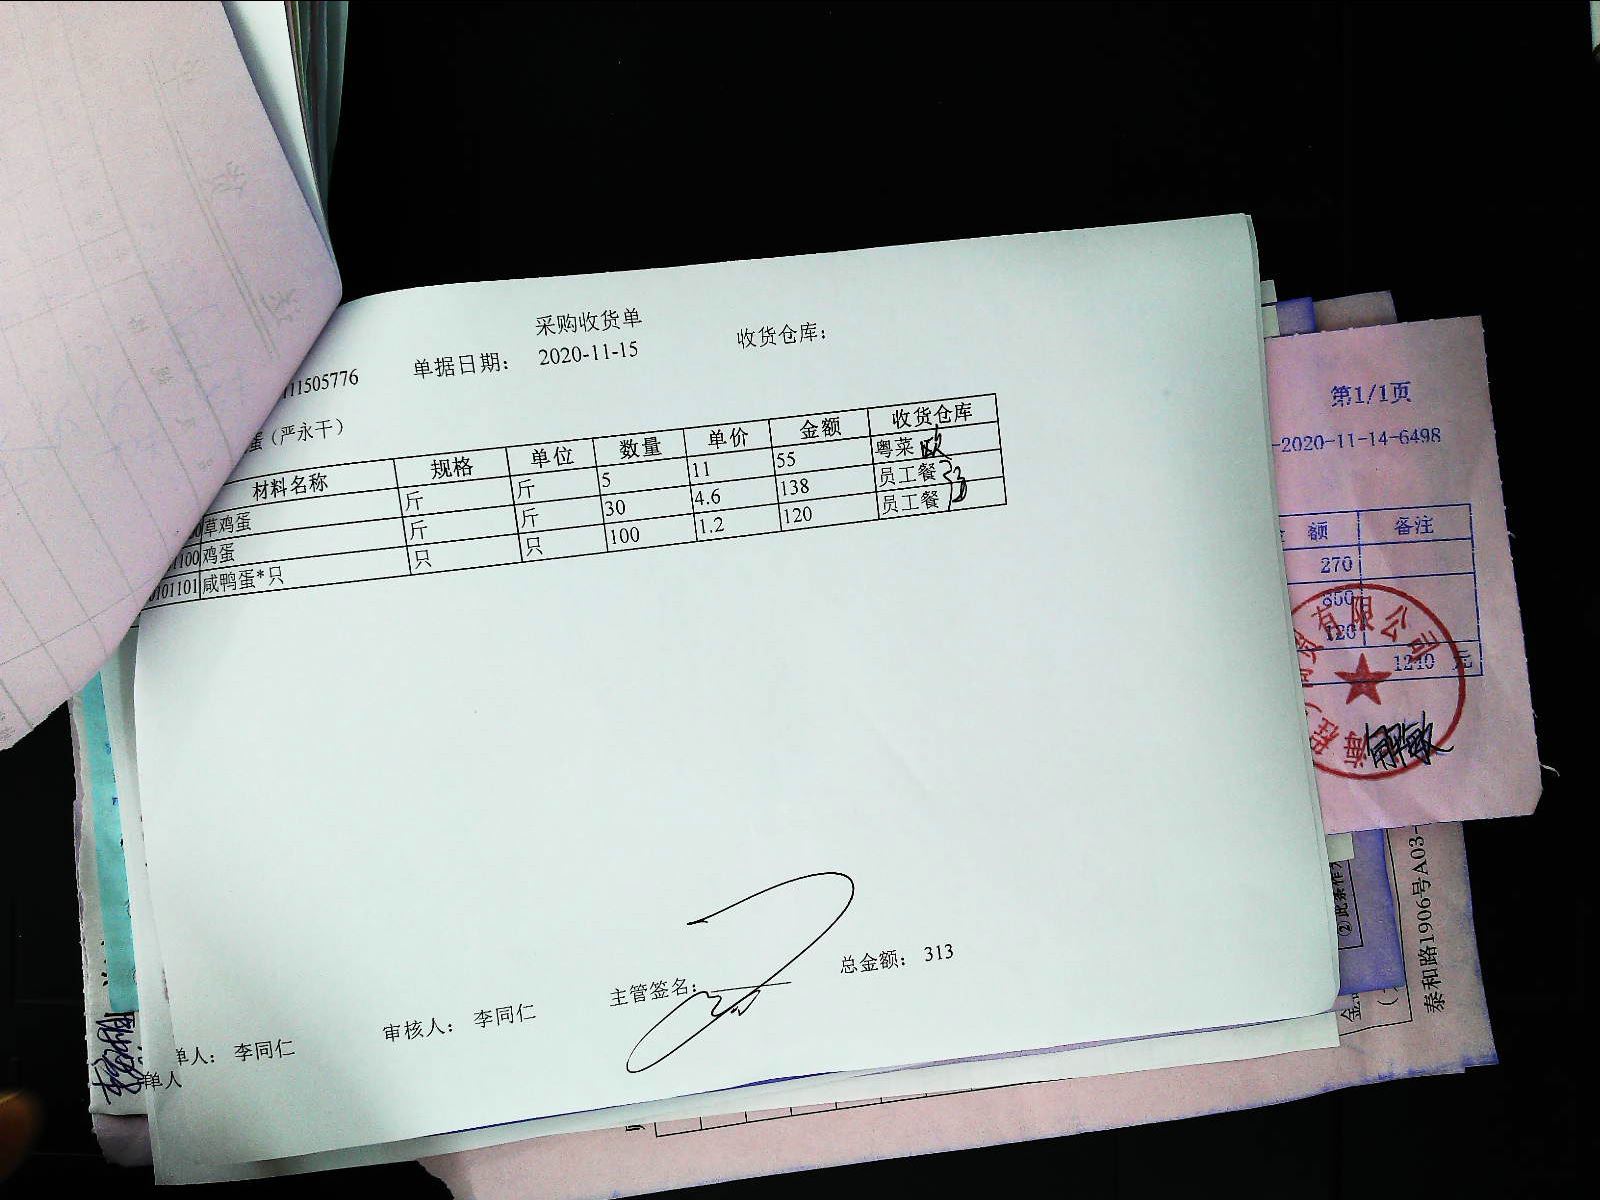 采购收货单
11505776 单据日期： 2020-11-15 收货仓库：
蛋（严永干）
材料名称 规格 单位 数量 单价 金额 收货仓库
草鸡蛋 斤 斤 5 11 55 粤菜
100 鸡蛋 斤 斤 30 4.6 138 员工餐
101101 咸鸭蛋*只 只 只 100 1.2 120 员工餐
总金额： 313
单人： 李同仁 审核人： 李同仁 主管签名：
单人
第1/1页
-2020-11-14-6498
额 备注
270
800
120
1210 元
有限公司
泰和路1906号A03-